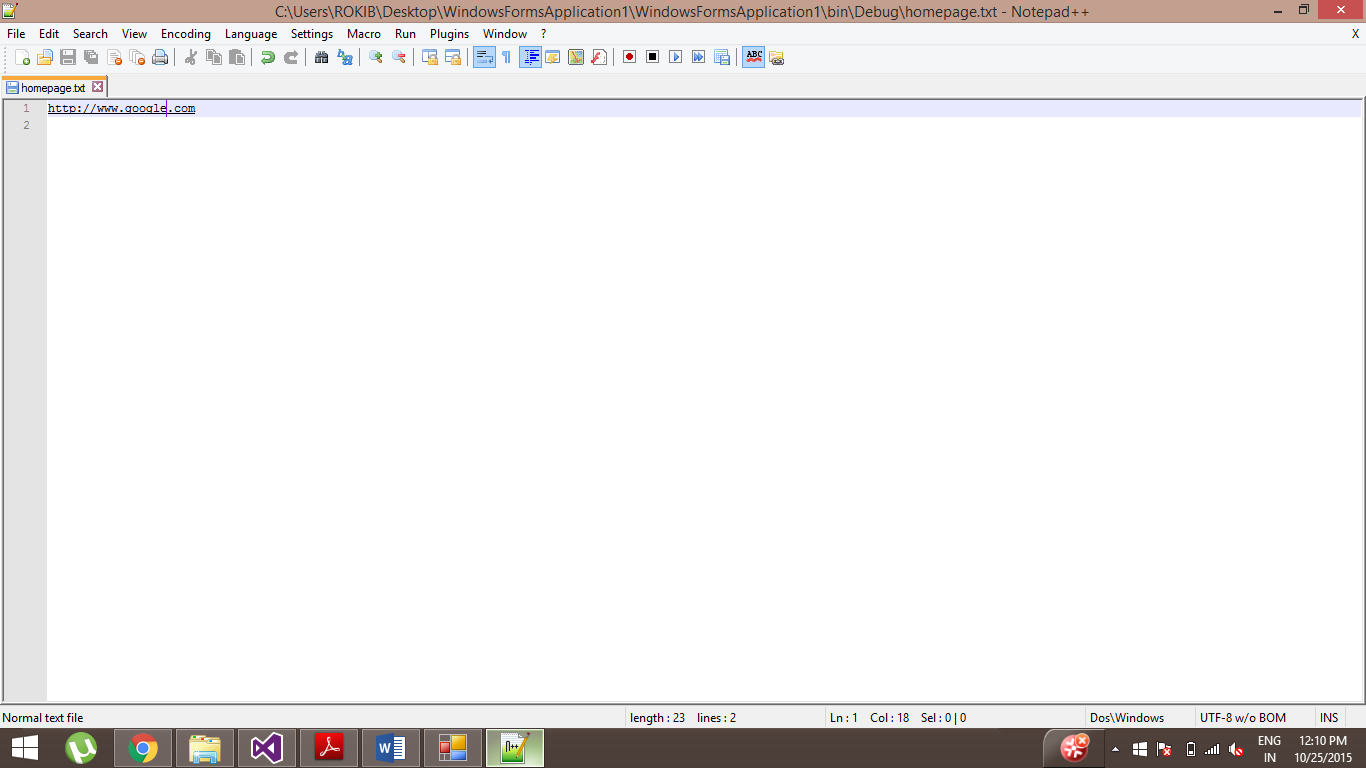 C:\Users\ROKIB\Desktop\WindowsFormsApplication1\WindowsFormsApplication1\bin\Debug\homepage.txt - Notepad++
File Edit Search View Encoding Language Settings Macro Run Plugins Window ? X
ABC
homepage.txt
1 http://www.google.com
2
Normal text file length : 23 lines : 2 Ln : 1 Col : 18 Sel : 0 | 0 Dos\Windows UTF-8 w/o BOM INS
ENG 12:10 PM
IN 10/25/2015